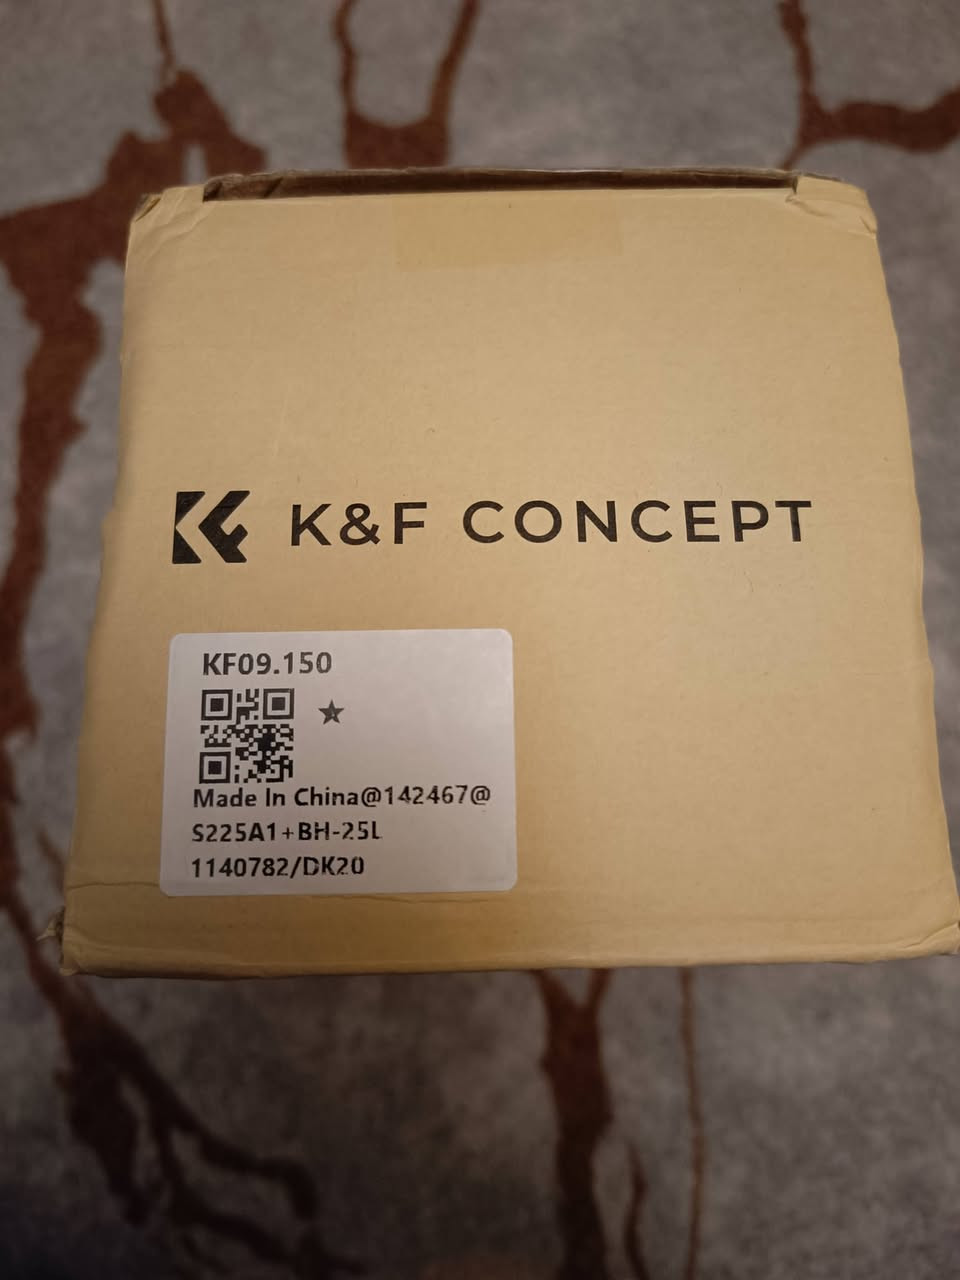 K&F CONCEPT
KF09.150
Made In China@142467@
S225A1+BH-25L
1140782/DK20